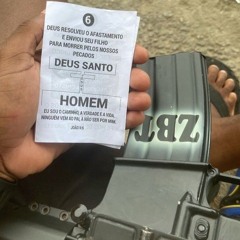 6
DEUS RESOLVEU O AFASTAMENTO
E ENVIOU SEU FILHO
PARA MORRER PELOS NOSSOS
PECADOS
DEUS SANTO
HOMEM
EU SOU O CAMINHO, A VERDADE E A VIDA,
NINGUÉM VEM AO PAI, A NÃO SER POR MIM.
JOÃO 14:6
ZBT